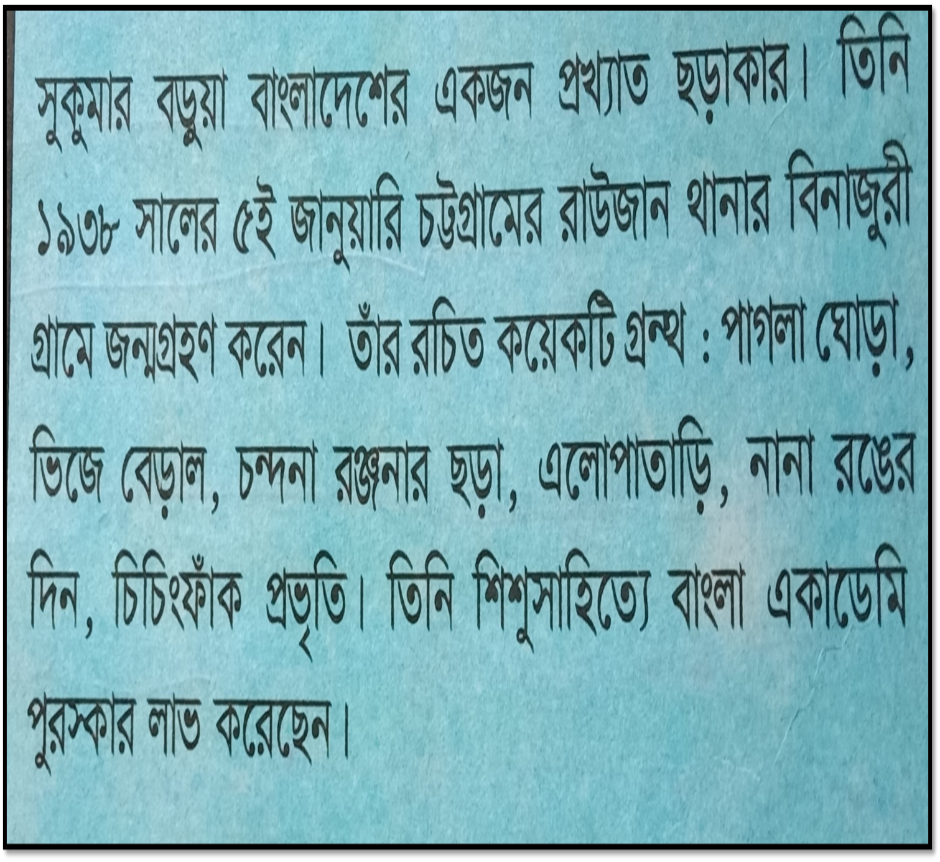 সুকুমার বড়ুয়া বাংলাদেশের একজন প্রখ্যাত ছড়াকার। তিনি
১৯৩৮ সালের ৫ই জানুয়ারি চট্টগ্রামের রাউজান থানার বিনাজুরী
গ্রামে জন্মগ্রহণ করেন। তাঁর রচিত কয়েকটি গ্রন্থ : পাগলা ঘোড়া,
ভিজে বেড়াল, চন্দনা রঞ্জনার ছড়া, এলোপাতাড়ি, নানা রঙের
দিন, চিচিংফাঁক প্রভৃতি। তিনি শিশুসাহিত্যে বাংলা একাডেমি
পুরস্কার লাভ করেছেন।